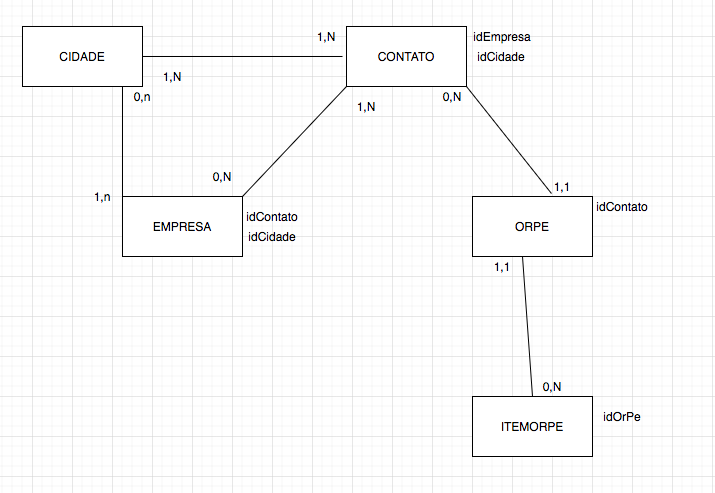 1,N
idEmpresa
CIDADE
CONTATO
idCidade
1,N
0,n
1,N
0,N
0,N
1,1
1,n
idContato
idContato
EMPRESA
ORPE
idCidade
1,1
0,N
idOrPe
ITEMORPE